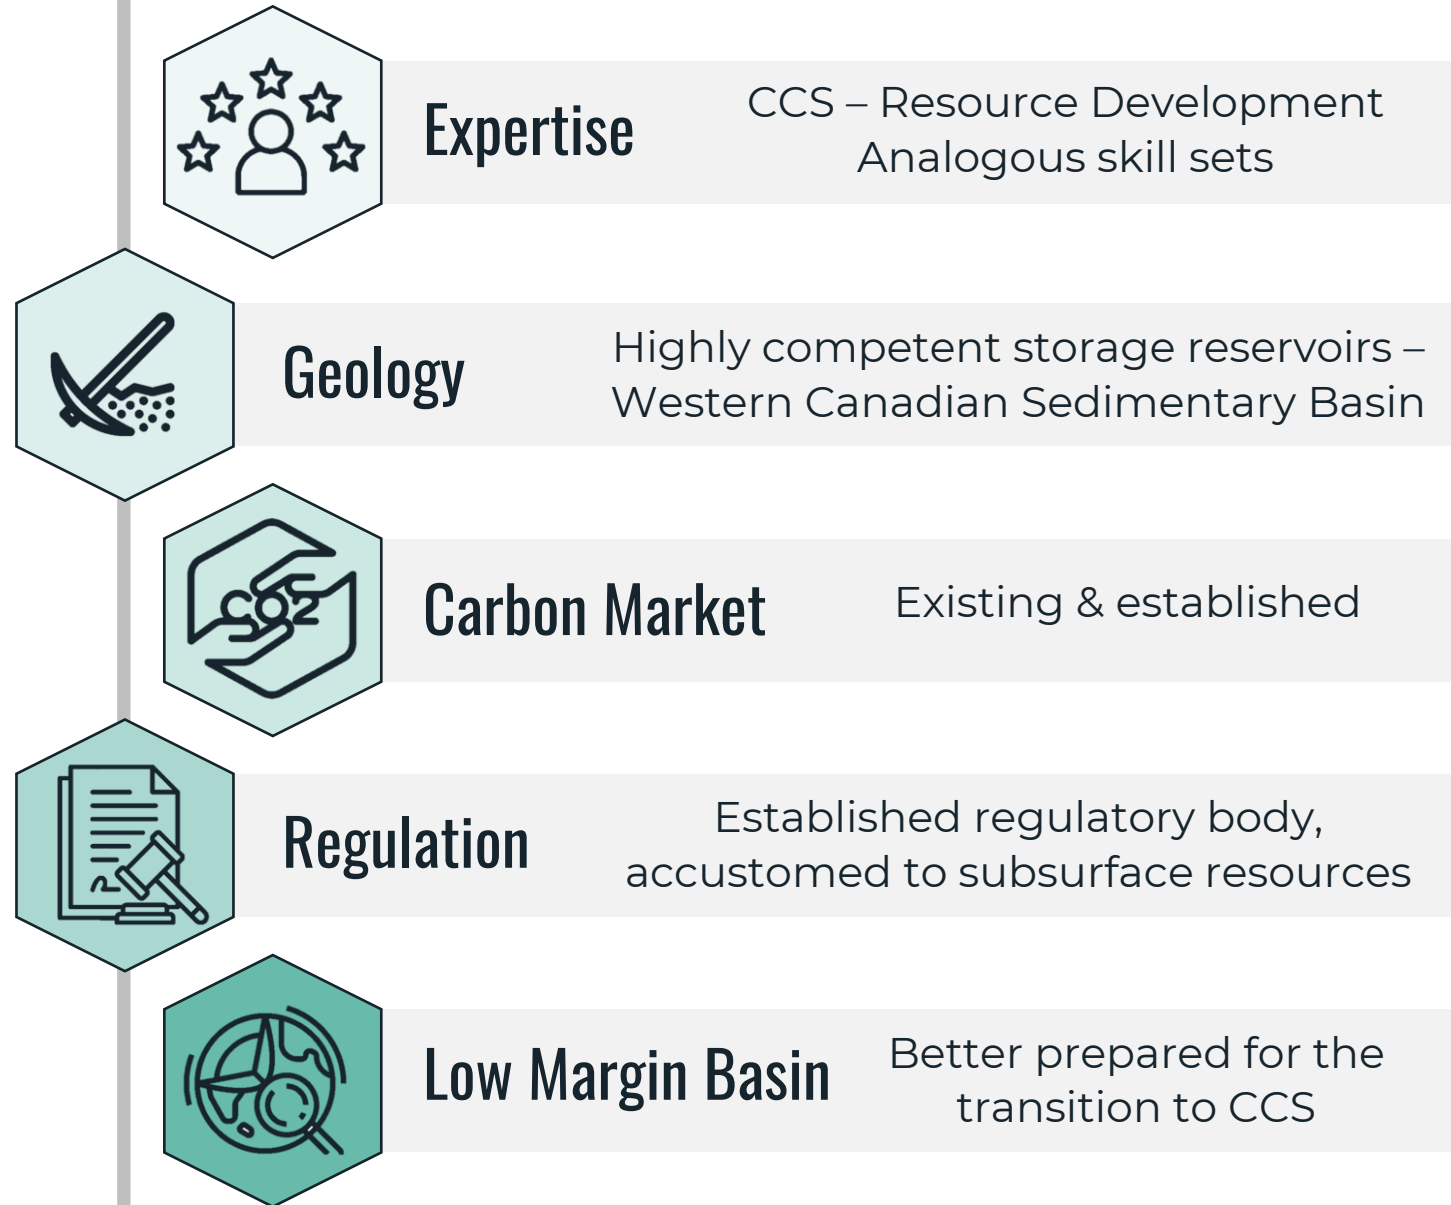 Expertise
CCS – Resource Development
Analogous skill sets
Geology
Highly competent storage reservoirs –
Western Canadian Sedimentary Basin
CO2
Carbon Market
Existing & established
Regulation
Established regulatory body,
accustomed to subsurface resources
Low Margin Basin
Better prepared for the
transition to CCS